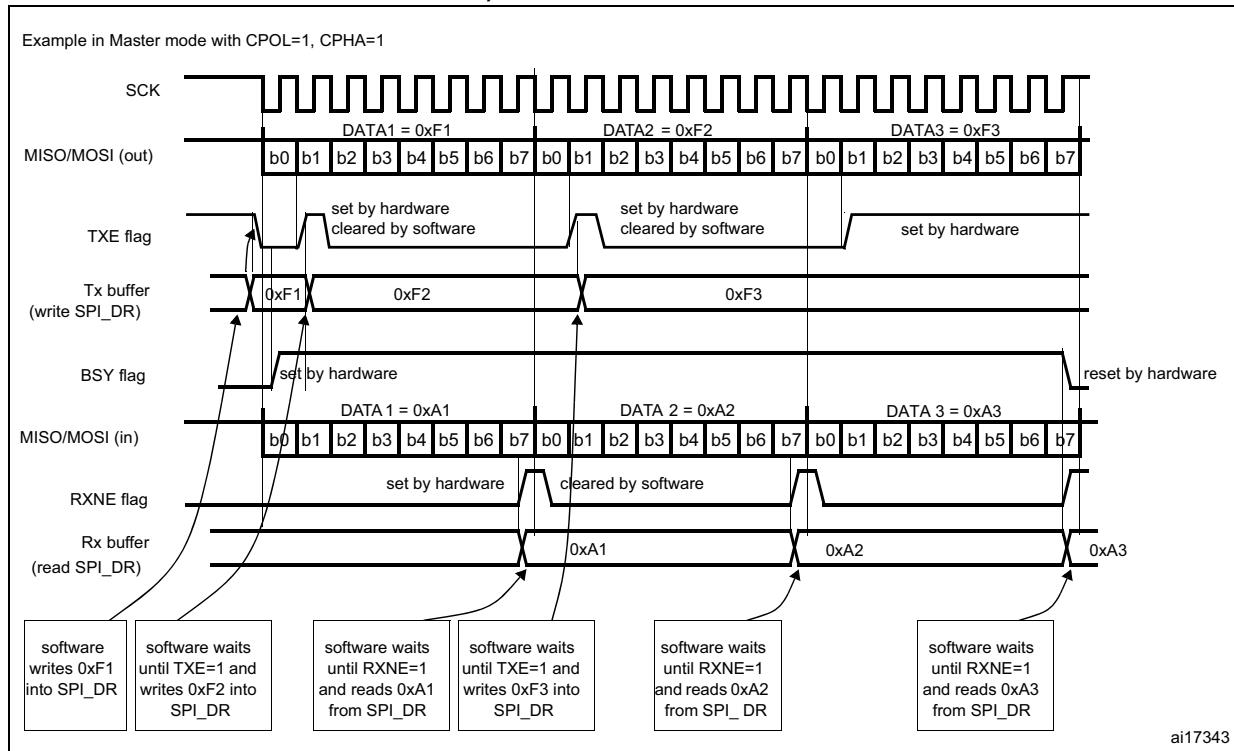 Example in Master mode with CPOL=1, CPHA=1
SCK
DATA1 = 0xF1
DATA2 = 0xF2
DATA3 = 0xF3
MISO/MOSI (out)
b0 b1 b2 b3 b4 b5 b6 b7 b0 b1 b2 b3 b4 b5 b6 b7 b0 b1 b2 b3 b4 b5 b6 b7
TXE flag
set by hardware
cleared by software
set by hardware
cleared by software
set by hardware
Tx buffer
(write SPI_DR)
0xF1
0xF2
0xF3
BSY flag
set by hardware
reset by hardware
DATA 1 = 0xA1
DATA 2 = 0xA2
DATA 3 = 0xA3
MISO/MOSI (in)
b0 b1 b2 b3 b4 b5 b6 b7 b0 b1 b2 b3 b4 b5 b6 b7 b0 b1 b2 b3 b4 b5 b6 b7
RXNE flag
set by hardware
cleared by software
Rx buffer
(read SPI_DR)
0xA1
0xA2
0xA3
software
writes 0xF1
into SPI_DR
software waits
until TXE=1 and
writes 0xF2 into
SPI_DR
software waits
until RXNE=1
and reads 0xA1
from SPI_DR
software waits
until TXE=1 and
writes 0xF3 into
SPI_DR
software waits
until RXNE=1
and reads 0xA2
from SPI_ DR
software waits
until RXNE=1
and reads 0xA3
from SPI_DR
ai17343